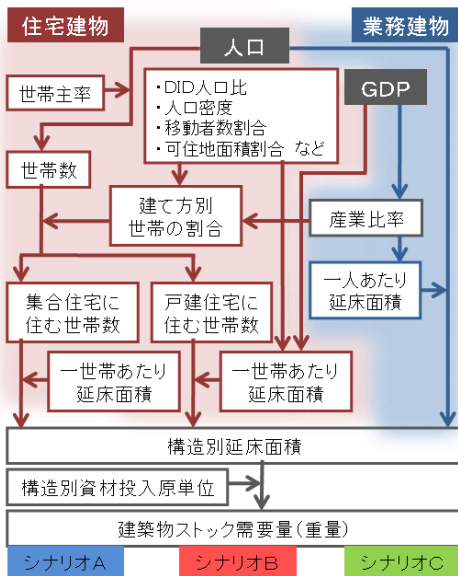 住宅建物
人口
業務建物
世帯主率
・DID人口比
・人口密度
・移動者数割合
・可住地面積割合 など
GDP
世帯数
建て方別
世帯の割合
産業比率
集合住宅に
住む世帯数
戸建住宅に
住む世帯数
一人あたり
延床面積
一世帯あたり
延床面積
一世帯あたり
延床面積
構造別延床面積
構造別資材投入原単位
建築物ストック需要量(重量)
シナリオA
シナリオB
シナリオC